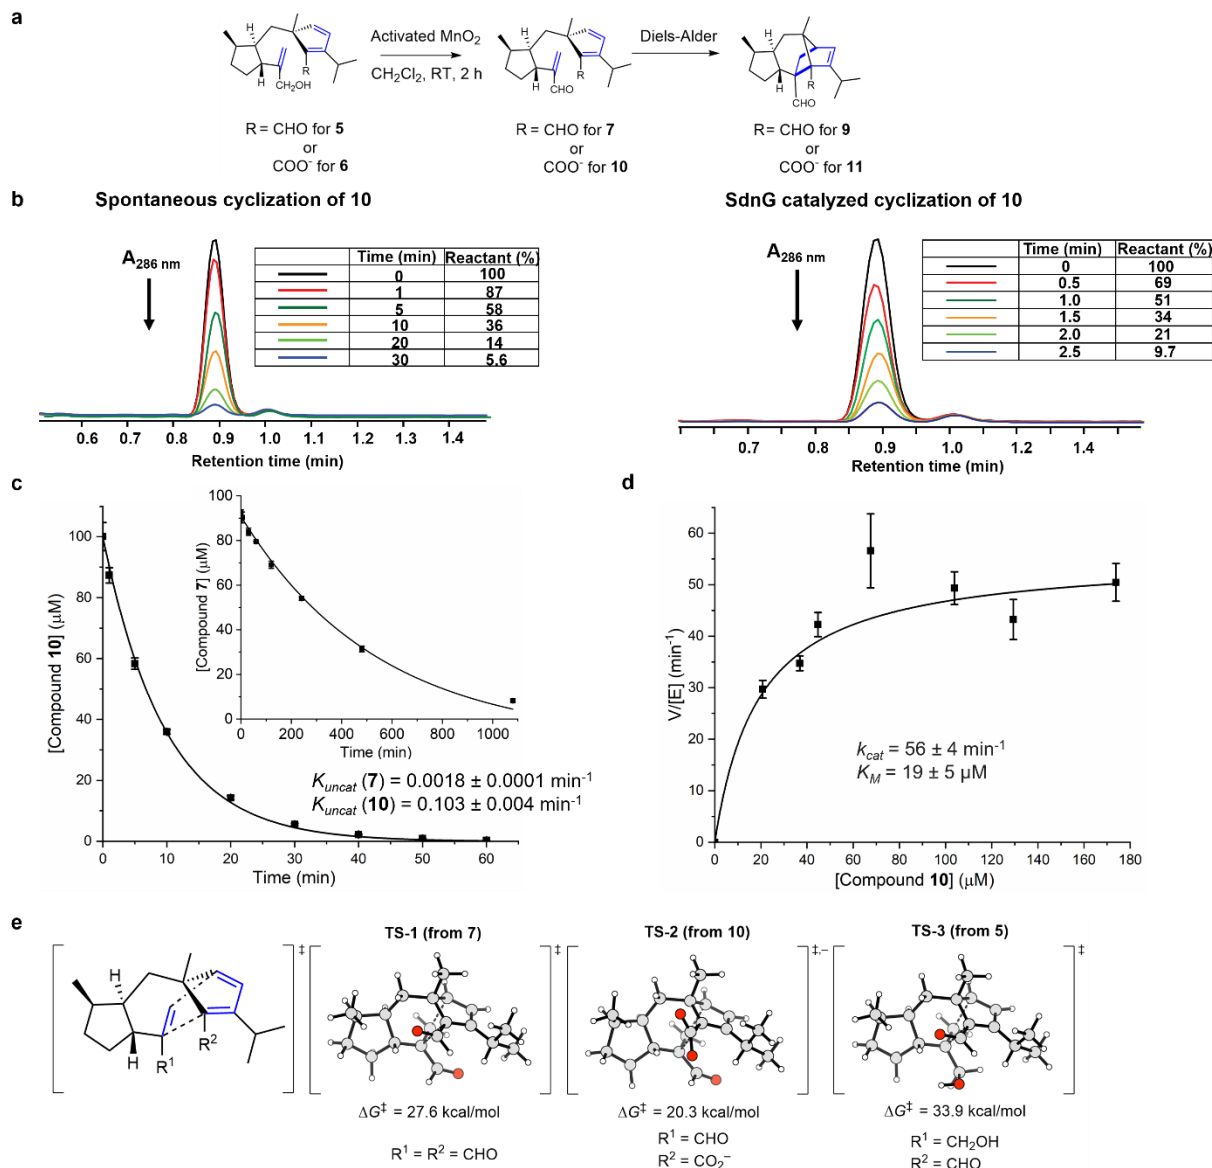 a
H
H
CH₂OH
R
Activated MnO₂
CH₂Cl₂, RT, 2 h
H
H
CHO
R
Diels-Alder
H
H
CHO
R
R = CHO for 5
or
COO⁻ for 6
R = CHO for 7
or
COO⁻ for 10
R= CHO for 9
or
COO⁻ for 11
b
Spontaneous cyclization of 10
A286 nm
Time (min) Reactant (%)
0 100
1 87
5 58
10 36
20 14
30 5.6
0.6 0.7 0.8 0.9 1.0 1.2 1.4
Retention time (min)
SdnG catalyzed cyclization of 10
A286 nm
Time (min) Reactant (%)
0 100
0.5 69
1.0 51
1.5 34
2.0 21
2.5 9.7
0.7 0.8 0.9 1.0 1.2 1.4
Retention time (min)
c
[Compound 10] (μM)
100
80
60
40
20
0
0 10 20 30 40 50 60
Time (min)
[Compound 7] (μM)
100
80
60
40
20
0
0 200 400 600 800 1000
Time (min)
Kuncat (7) = 0.0018 ± 0.0001 min⁻¹
Kuncat (10) = 0.103 ± 0.004 min⁻¹
d
V/[E] (min⁻¹)
60
50
40
30
20
10
0
0 20 40 60 80 100 120 140 160 180
[Compound 10] (μM)
kcat = 56 ± 4 min⁻¹
KM = 19 ± 5 μM
e
H
H
R¹
R²
‡
TS-1 (from 7)
‡
ΔG‡ = 27.6 kcal/mol
R¹ = R² = CHO
TS-2 (from 10)
‡,−
ΔG‡ = 20.3 kcal/mol
R¹ = CHO
R² = CO₂⁻
TS-3 (from 5)
‡
ΔG‡ = 33.9 kcal/mol
R¹ = CH₂OH
R² = CHO